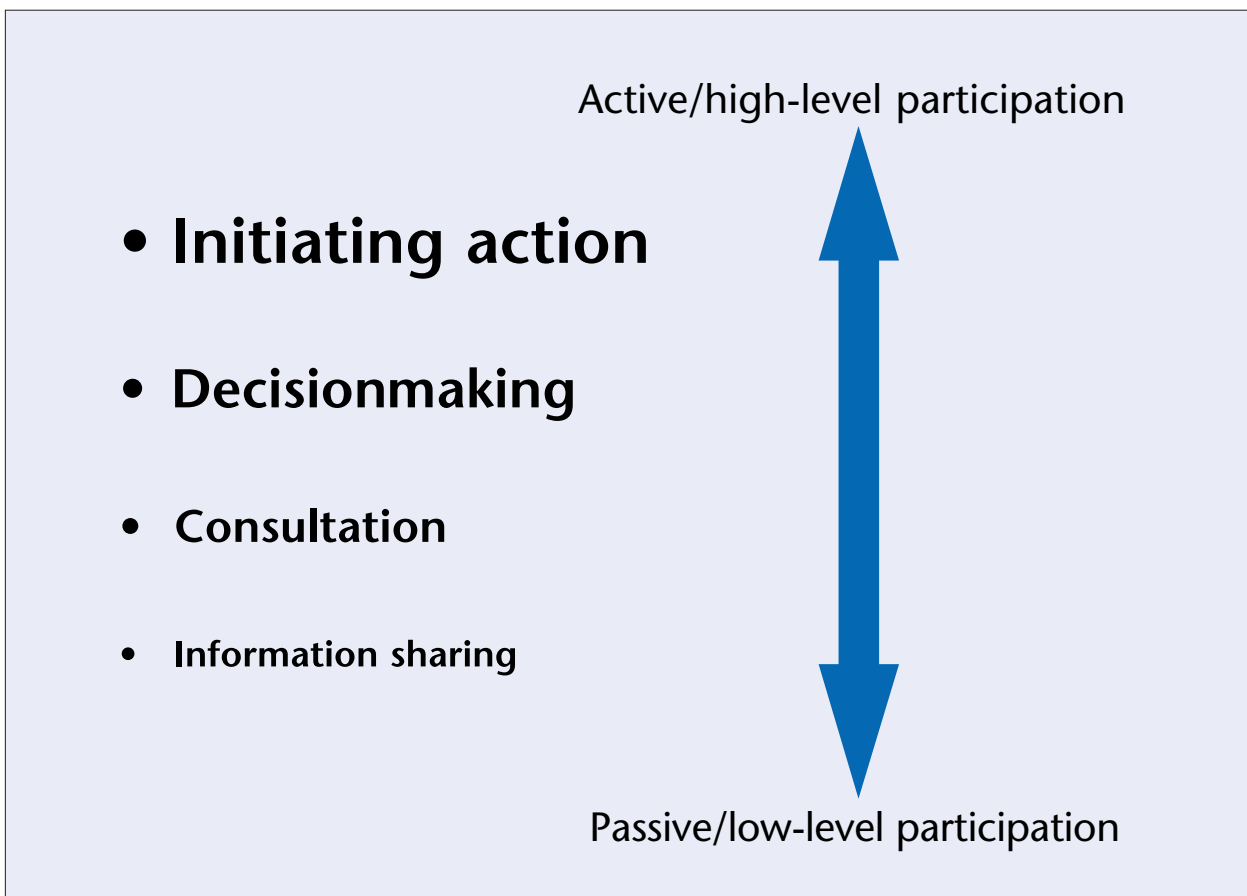 Active/high-level participation
• Initiating action
• Decisionmaking
• Consultation
• Information sharing
Passive/low-level participation